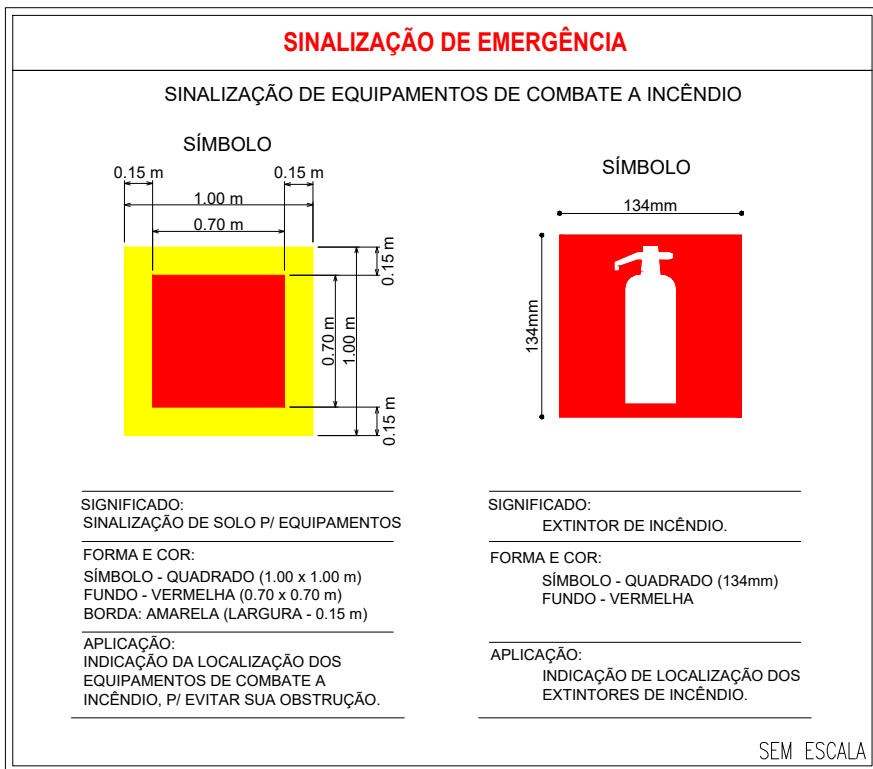 SINALIZAÇÃO DE EMERGÊNCIA
SINALIZAÇÃO DE EQUIPAMENTOS DE COMBATE A INCÊNDIO
SÍMBOLO
0.15 m
0.15 m
1.00 m
0.70 m
0.15 m
0.70 m
1.00 m
0.15 m
SIGNIFICADO:
SINALIZAÇÃO DE SOLO P/ EQUIPAMENTOS
FORMA E COR:
SÍMBOLO - QUADRADO (1.00 x 1.00 m)
FUNDO - VERMELHA (0.70 x 0.70 m)
BORDA: AMARELA (LARGURA - 0.15 m)
APLICAÇÃO:
INDICAÇÃO DA LOCALIZAÇÃO DOS
EQUIPAMENTOS DE COMBATE A
INCÊNDIO, P/ EVITAR SUA OBSTRUÇÃO.
SÍMBOLO
134mm
134mm
SIGNIFICADO:
EXTINTOR DE INCÊNDIO.
FORMA E COR:
SÍMBOLO - QUADRADO (134mm)
FUNDO - VERMELHA
APLICAÇÃO:
INDICAÇÃO DE LOCALIZAÇÃO DOS
EXTINTORES DE INCÊNDIO.
SEM ESCALA